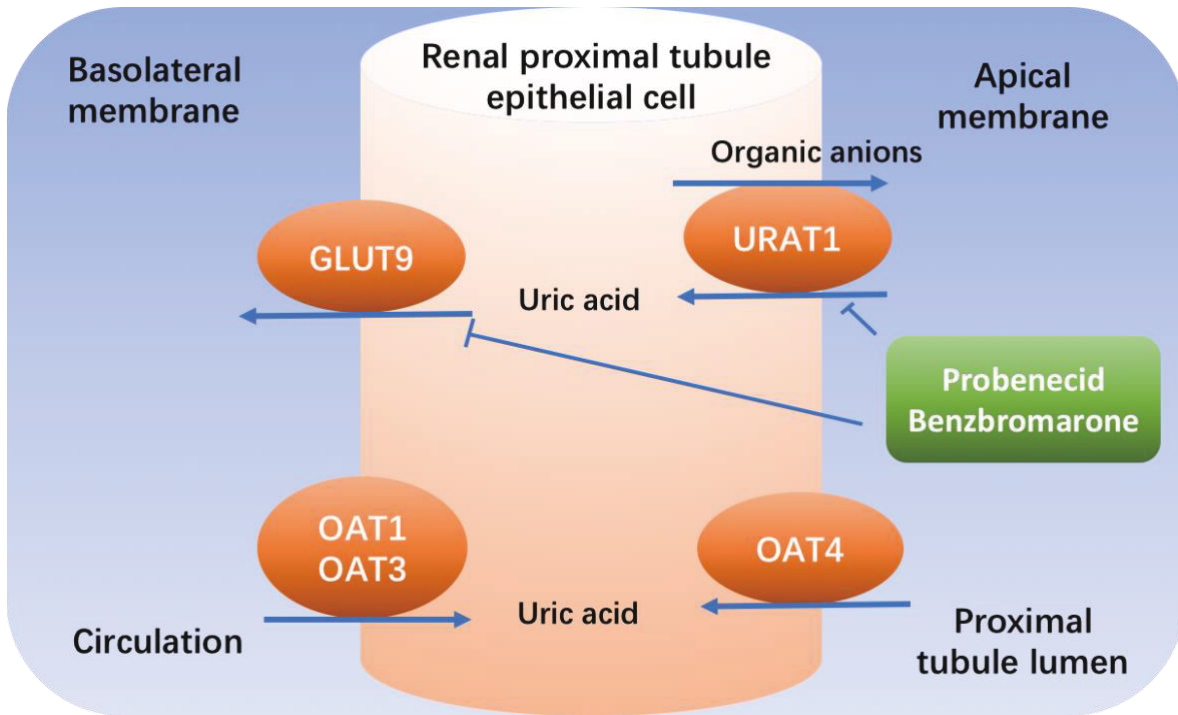 Basolateral
membrane
Renal proximal tubule
epithelial cell
Apical
membrane
Organic anions
GLUT9
URAT1
Uric acid
Probenecid
Benzbromarone
OAT1
OAT3
OAT4
Uric acid
Circulation
Proximal
tubule lumen